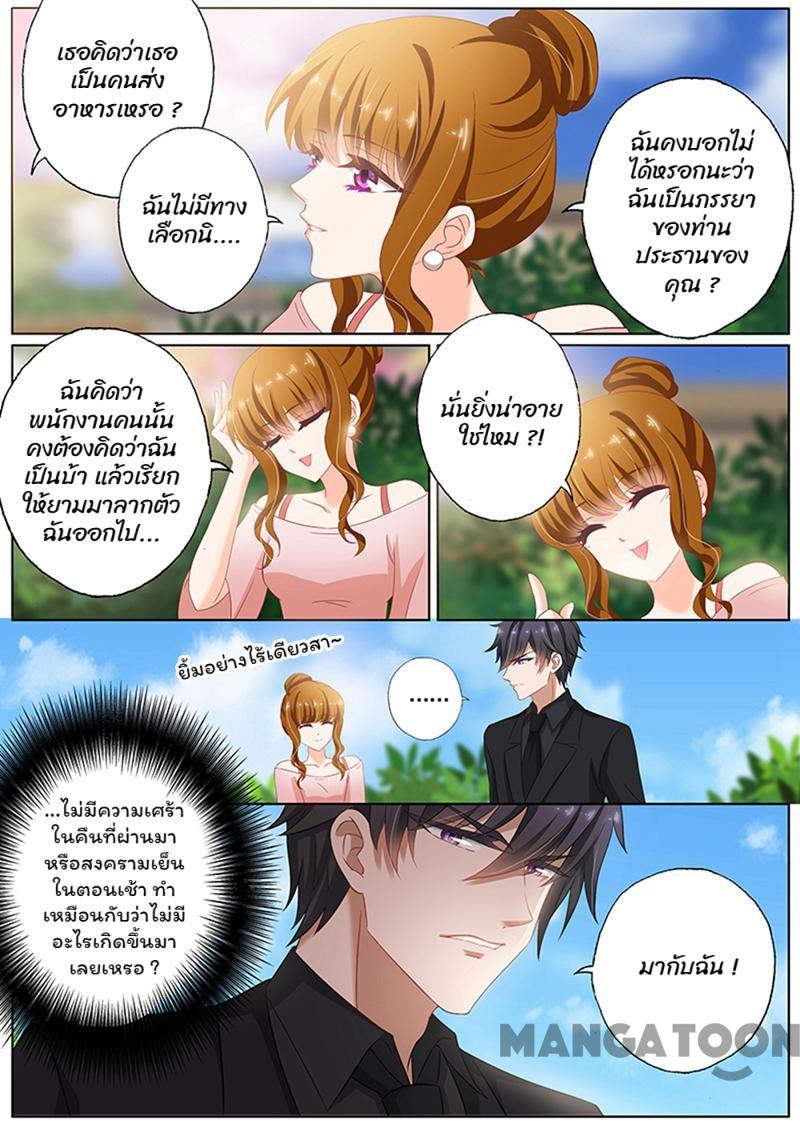 เธอคิดว่าเธอ
เป็นคนส่ง
อาหารเหรอ ?
ฉันไม่มีทาง
เลือกนิ....
ฉันคงบอกไม่
ได้หรอกนะว่า
ฉันเป็นภรรยา
ของท่าน
ประธานของ
คุณ ?
ฉันคิดว่า
พนักงานคนนั้น
คงต้องคิดว่าฉัน
เป็นบ้า แล้วเรียก
ให้ยามมาลากตัว
ฉันออกไป...
นั่นยิ่งน่าอาย
ใช่ไหม ?!
ยิ้มอย่างไร้เดียวสา~
......
...ไม่มีความเศร้า
ในคืนที่ผ่านมา
หรือสงครามเย็น
ในตอนเช้า ทำ
เหมือนกับว่าไม่มี
อะไรเกิดขึ้นมา
เลยเหรอ ?
มากับฉัน !
MANGATOON